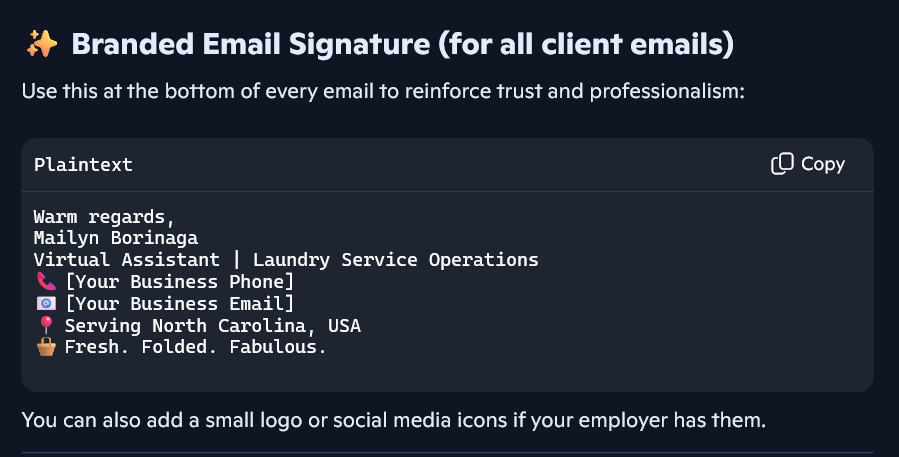 ✨ Branded Email Signature (for all client emails)
Use this at the bottom of every email to reinforce trust and professionalism:
Plaintext
Copy
Warm regards,
Mailyn Borinaga
Virtual Assistant | Laundry Service Operations
📞 [Your Business Phone]
📧 [Your Business Email]
📍 Serving North Carolina, USA
🧺 Fresh. Folded. Fabulous.
You can also add a small logo or social media icons if your employer has them.